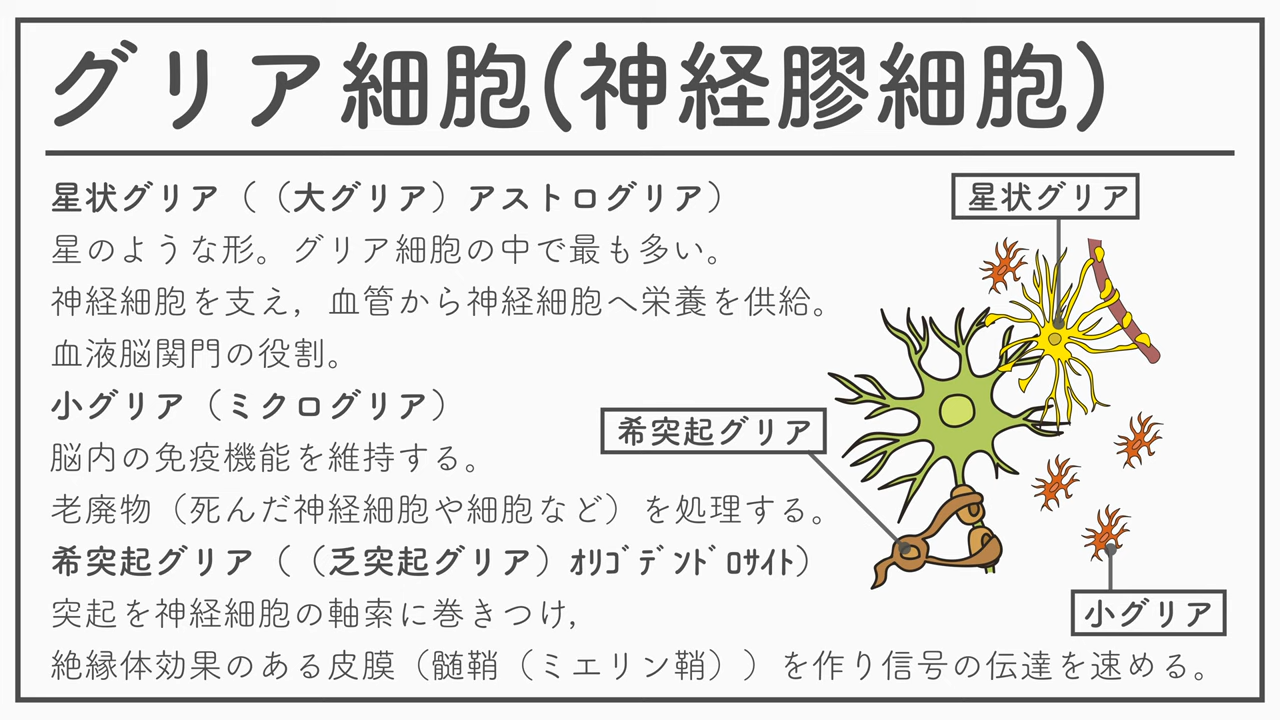 グリア細胞(神経膠細胞)
星状グリア（（大グリア）アストログリア）
星のような形。グリア細胞の中で最も多い。
神経細胞を支え，血管から神経細胞へ栄養を供給。
血液脳関門の役割。
小グリア（ミクログリア）
脳内の免疫機能を維持する。
老廃物（死んだ神経細胞や細胞など）を処理する。
希突起グリア（（乏突起グリア）ｵﾘｺﾞﾃﾞﾝﾄﾞﾛｻｲﾄ）
突起を神経細胞の軸索に巻きつけ，
絶縁体効果のある皮膜（髄鞘（ミエリン鞘））を作り信号の伝達を速める。
星状グリア
希突起グリア
小グリア